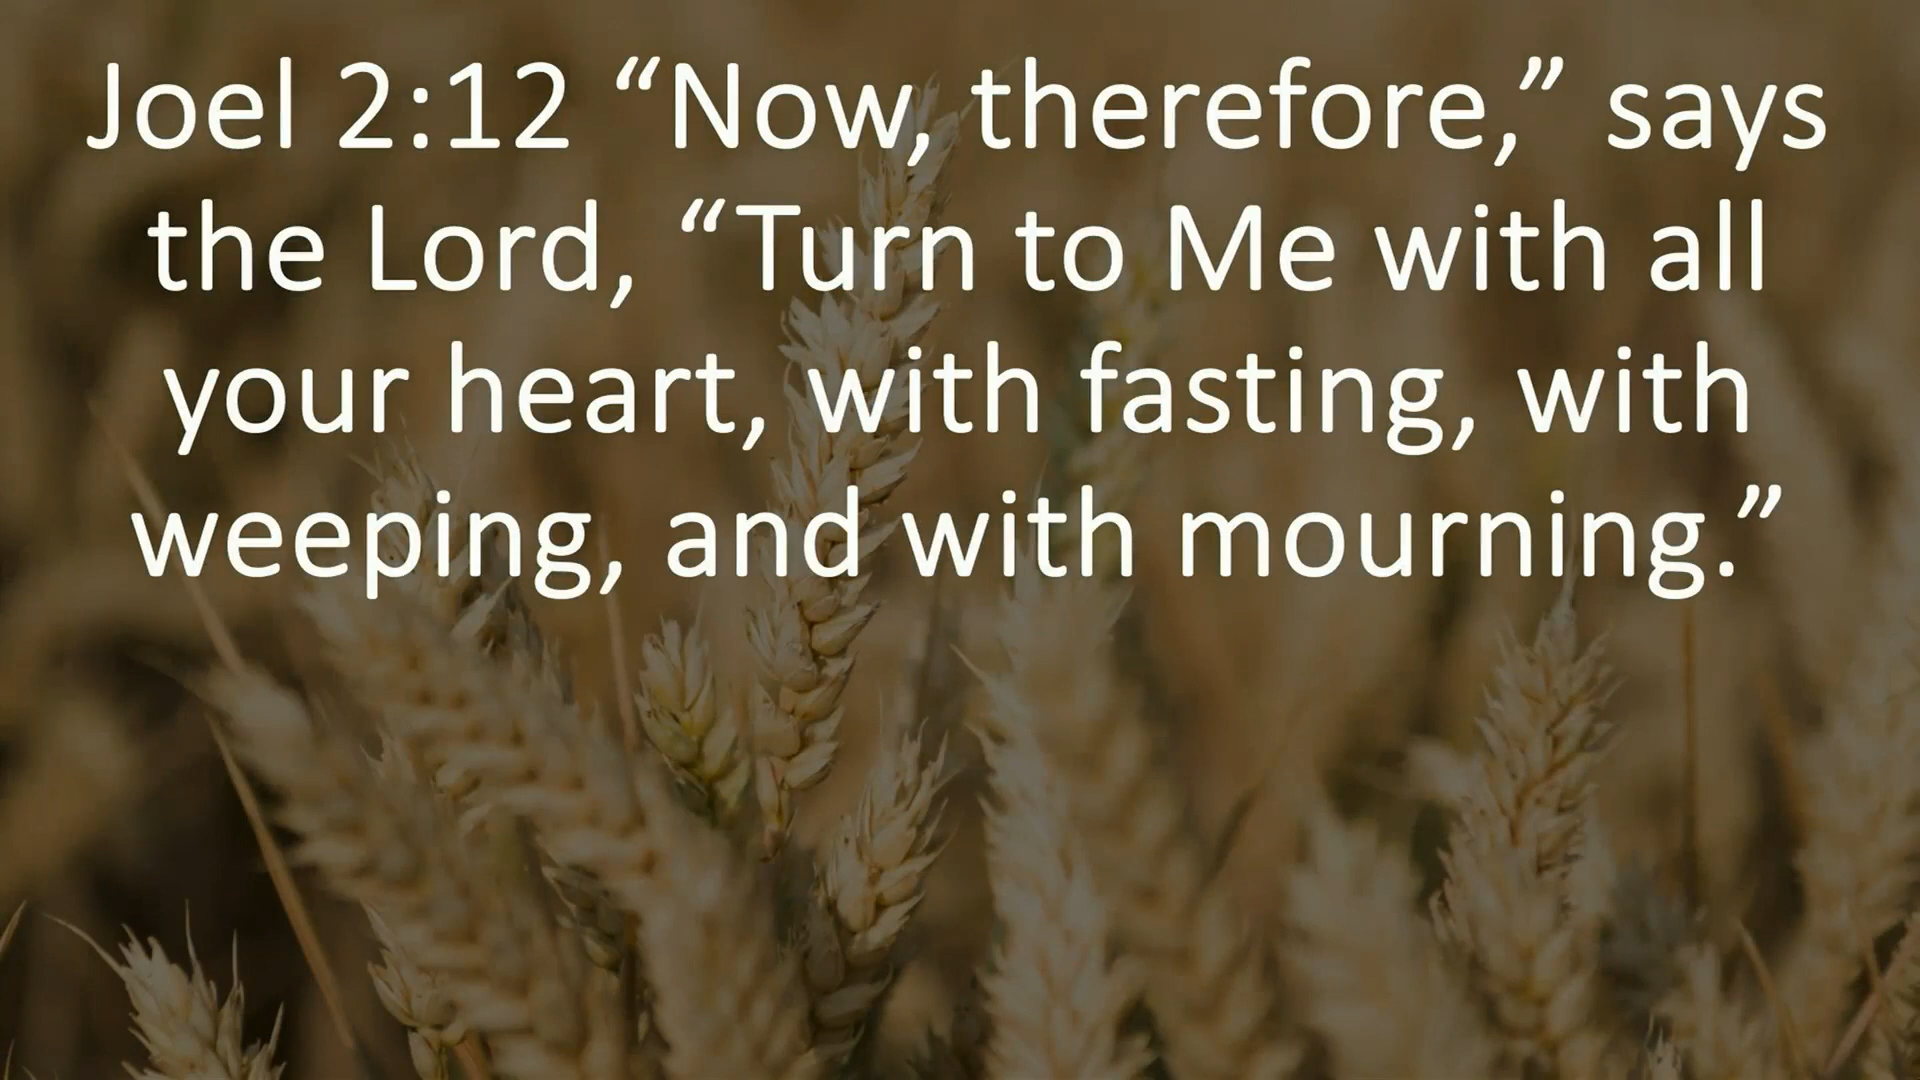 Joel 2:12 “Now, therefore,” says
the Lord, “Turn to Me with all
your heart, with fasting, with
weeping, and with mourning.”